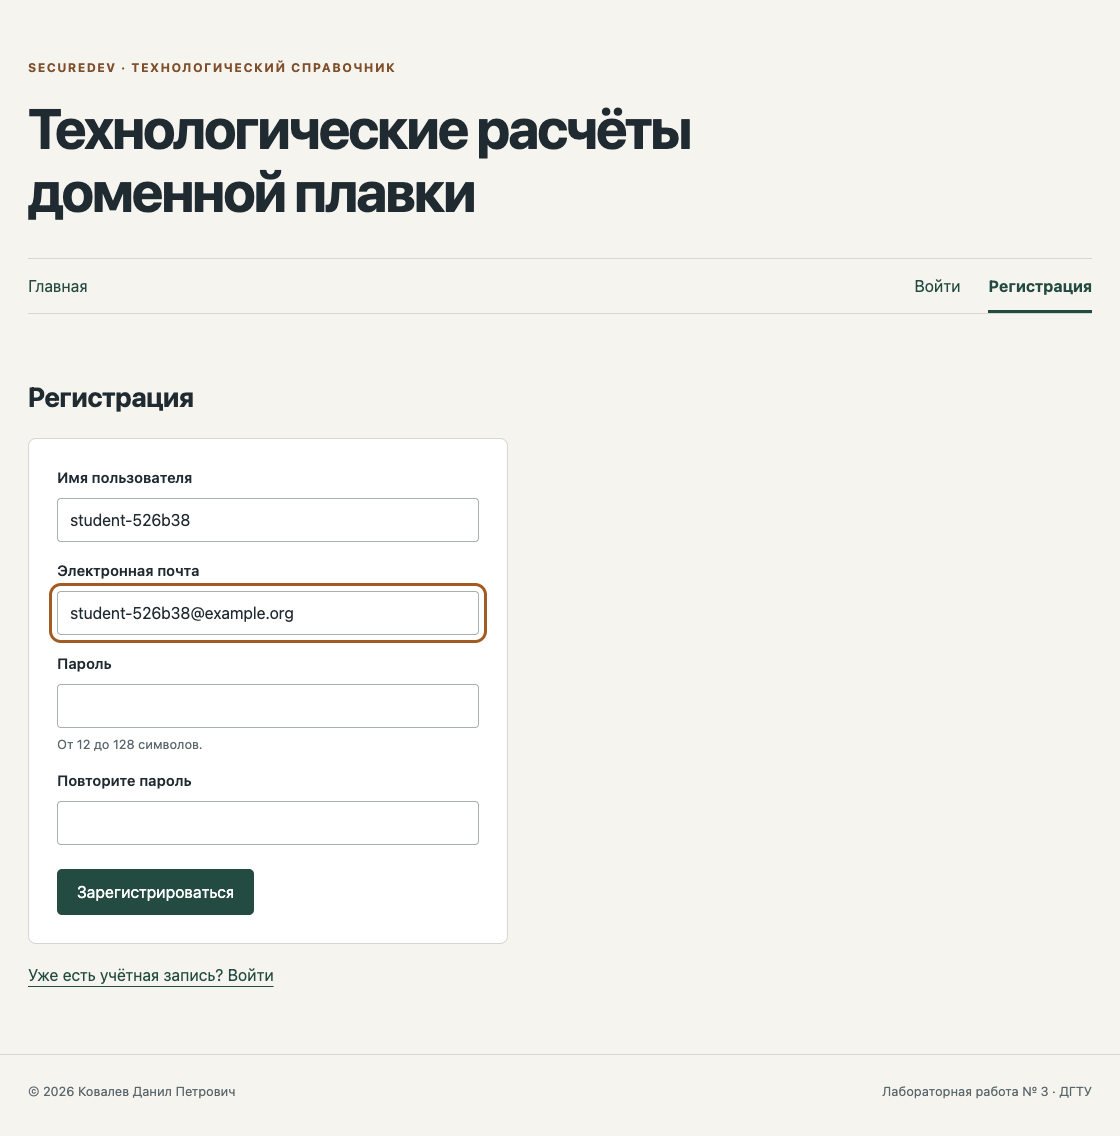 SECUREDEV · ТЕХНОЛОГИЧЕСКИЙ СПРАВОЧНИК
Технологические расчёты
доменной плавки
Главная
Войти
Регистрация
Регистрация
Имя пользователя
student-526b38
Электронная почта
student-526b38@example.org
Пароль
От 12 до 128 символов.
Повторите пароль
Зарегистрироваться
Уже есть учётная запись? Войти
© 2026 Ковалев Данил Петрович
Лабораторная работа № 3 · ДГТУ